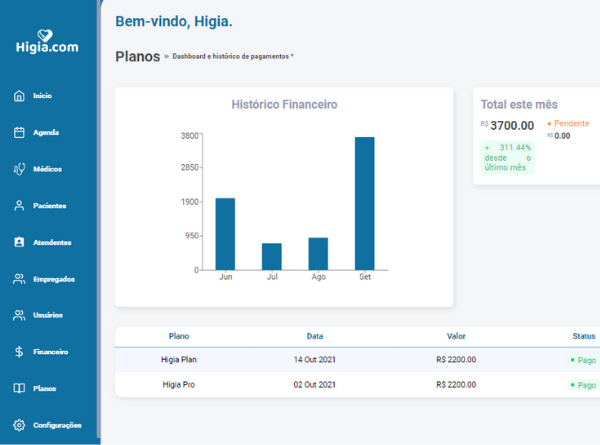 Higia.com
Início
Agenda
Médicos
Pacientes
Atendentes
Empregados
Usuários
Financeiro
Planos
Configurações
Bem-vindo, Higia.
Planos » Dashboard e histórico de pagamentos *
Histórico Financeiro
3800
2850
1900
950
0
Jun Jul Ago Set
Total este mês
R$ 3700.00
+ 311.44%
desde o
último mês
Pendente
R$ 0.00
Plano Data Valor Status
Higia Plan 14 Out 2021 R$ 2200.00 Pago
Higia Pro 02 Out 2021 R$ 2200.00 Pago